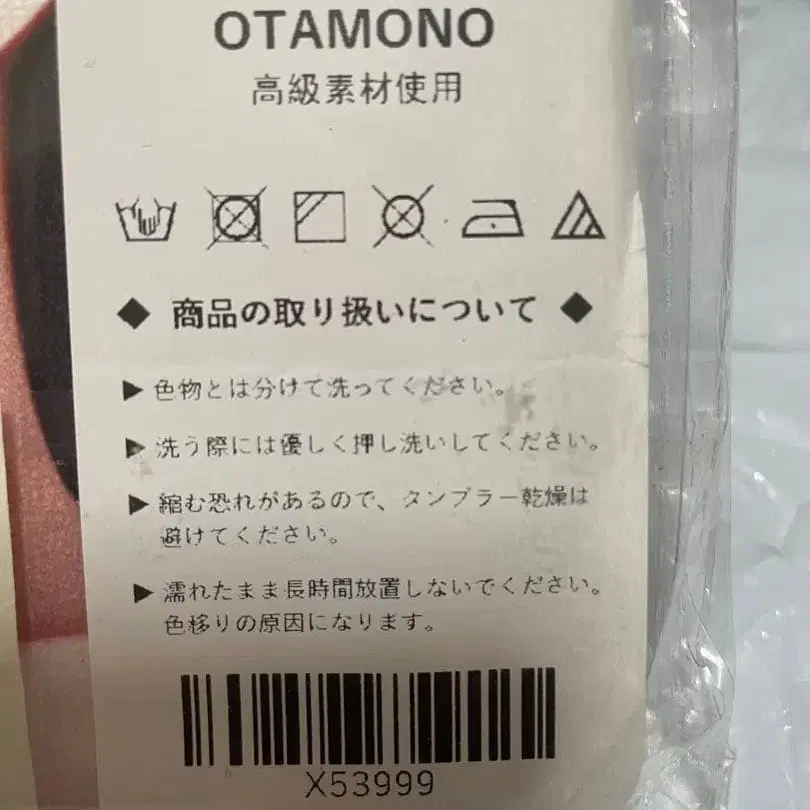 OTAMONO
高級素材使用
◆ 商品の取り扱いについて ◆
▶ 色物とは分けて洗ってください。
▶ 洗う際には優しく押し洗いしてください。
▶ 縮む恐れがあるので、タンブラー乾燥は
避けてください。
▶ 濡れたまま長時間放置しないでください。
色移りの原因になります。
X53999